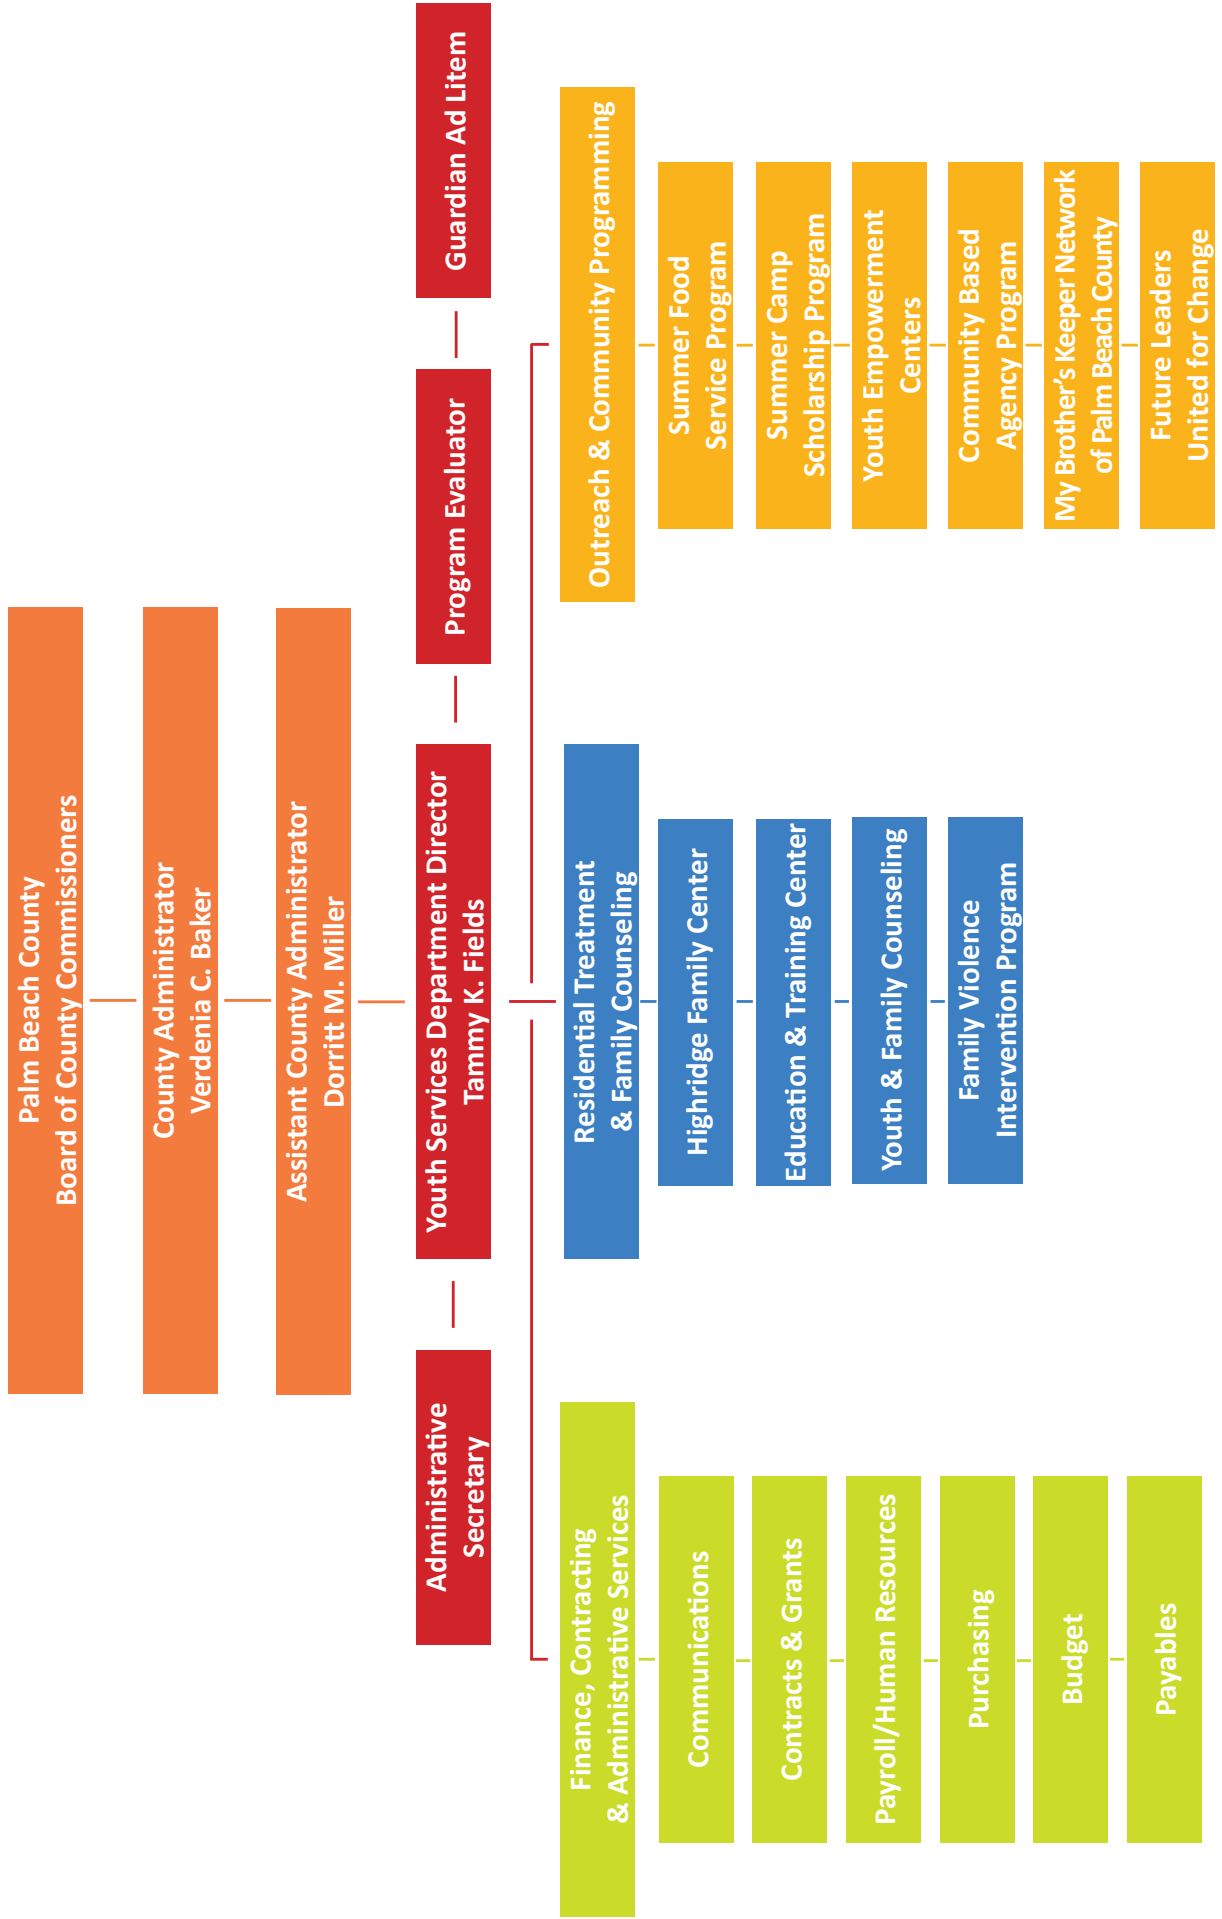 Palm Beach County
Board of County Commissioners
County Administrator
Verdenia C. Baker
Assistant County Administrator
Dorritt M. Miller
Administrative
Secretary
Youth Services Department Director
Tammy K. Fields
Program Evaluator
Guardian Ad Litem
Finance, Contracting
& Administrative Services
Communications
Contracts & Grants
Payroll/Human Resources
Purchasing
Budget
Payables
Residential Treatment
& Family Counseling
Highridge Family Center
Education & Training Center
Youth & Family Counseling
Family Violence
Intervention Program
Outreach & Community Programming
Summer Food
Service Program
Summer Camp
Scholarship Program
Youth Empowerment
Centers
Community Based
Agency Program
My Brother’s Keeper Network
of Palm Beach County
Future Leaders
United for Change